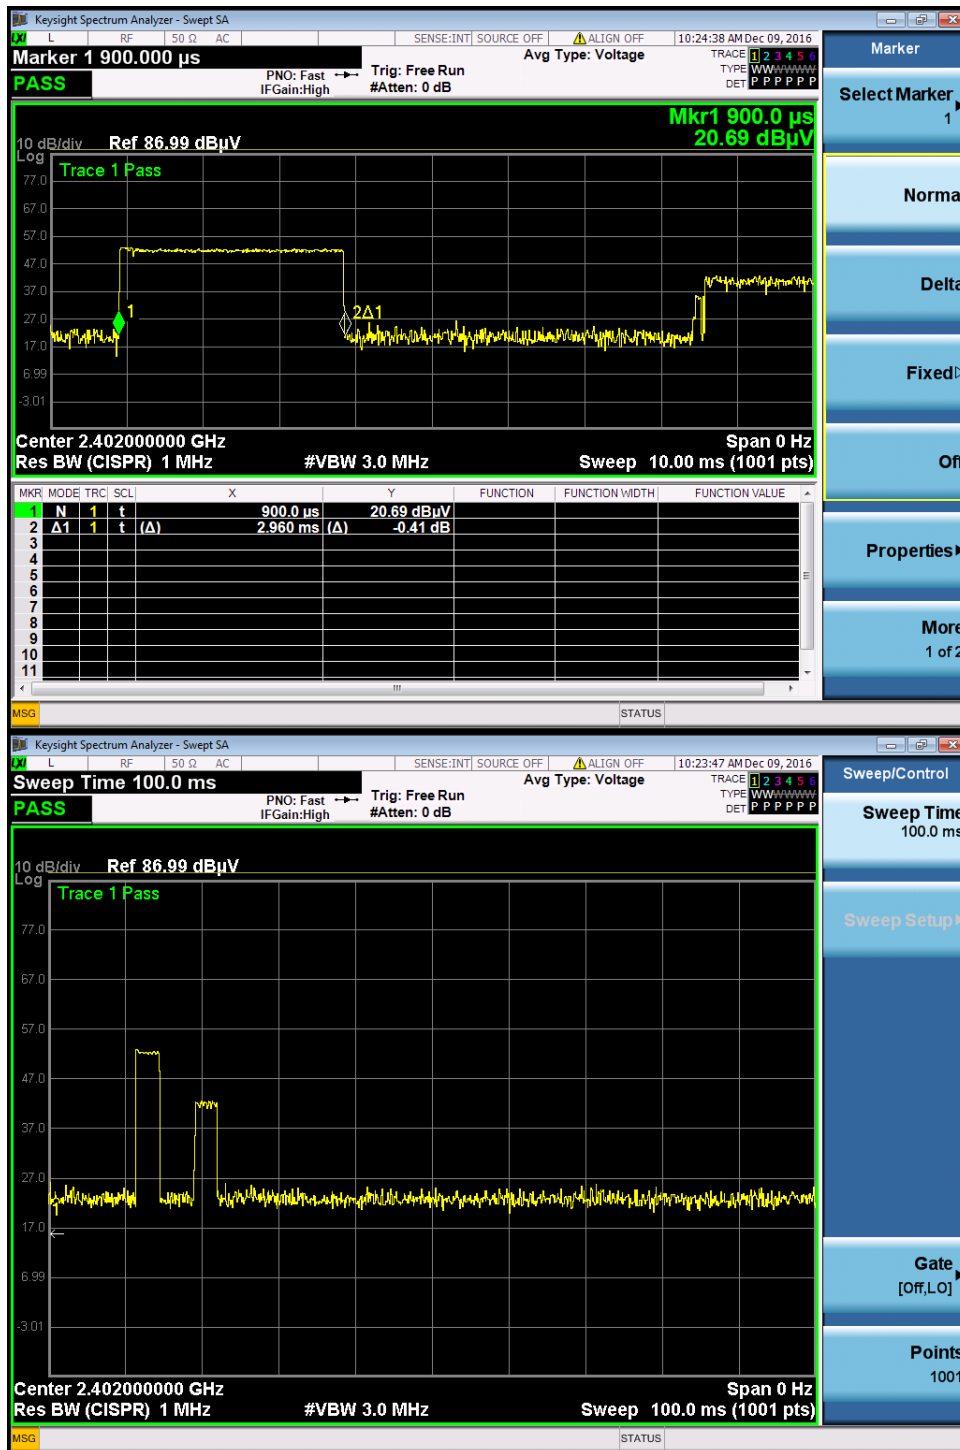 Keysight Spectrum Analyzer - Swept SA
LXI L RF 50 Ω AC SENSE:INT SOURCE OFF ALIGN OFF 10:24:38 AM Dec 09, 2016
Marker 1 900.000 µs
PASS
PNO: Fast
IFGain:High
Trig: Free Run
#Atten: 0 dB
Avg Type: Voltage
TRACE 1 2 3 4 5 6
TYPE WWWWWW
DET P P P P P P
Mkr1 900.0 µs
20.69 dBµV
10 dB/div Ref 86.99 dBµV
Log
Trace 1 Pass
77.0
67.0
57.0
47.0
37.0
27.0
17.0
6.99
-3.01
1
2Δ1
Center 2.402000000 GHz Span 0 Hz
Res BW (CISPR) 1 MHz #VBW 3.0 MHz Sweep 10.00 ms (1001 pts)
MKR MODE TRC SCL X Y FUNCTION FUNCTION WIDTH FUNCTION VALUE
1 N 1 t 900.0 µs 20.69 dBµV
2 Δ1 1 t (Δ) 2.960 ms (Δ) -0.41 dB
3
4
5
6
7
8
9
10
11
MSG STATUS
Marker
Select Marker
1
Norma
Delta
Fixed
Off
Properties
More
1 of 2
Keysight Spectrum Analyzer - Swept SA
LXI L RF 50 Ω AC SENSE:INT SOURCE OFF ALIGN OFF 10:23:47 AM Dec 09, 2016
Sweep Time 100.0 ms
PASS
PNO: Fast
IFGain:High
Trig: Free Run
#Atten: 0 dB
Avg Type: Voltage
TRACE 1 2 3 4 5 6
TYPE WWWWWW
DET P P P P P P
10 dB/div Ref 86.99 dBµV
Log
Trace 1 Pass
77.0
67.0
57.0
47.0
37.0
27.0
17.0
6.99
-3.01
Center 2.402000000 GHz Span 0 Hz
Res BW (CISPR) 1 MHz #VBW 3.0 MHz Sweep 100.0 ms (1001 pts)
MSG STATUS
Sweep/Control
Sweep Time
100.0 ms
Sweep Setup
Gate
[Off,LO]
Points
1001